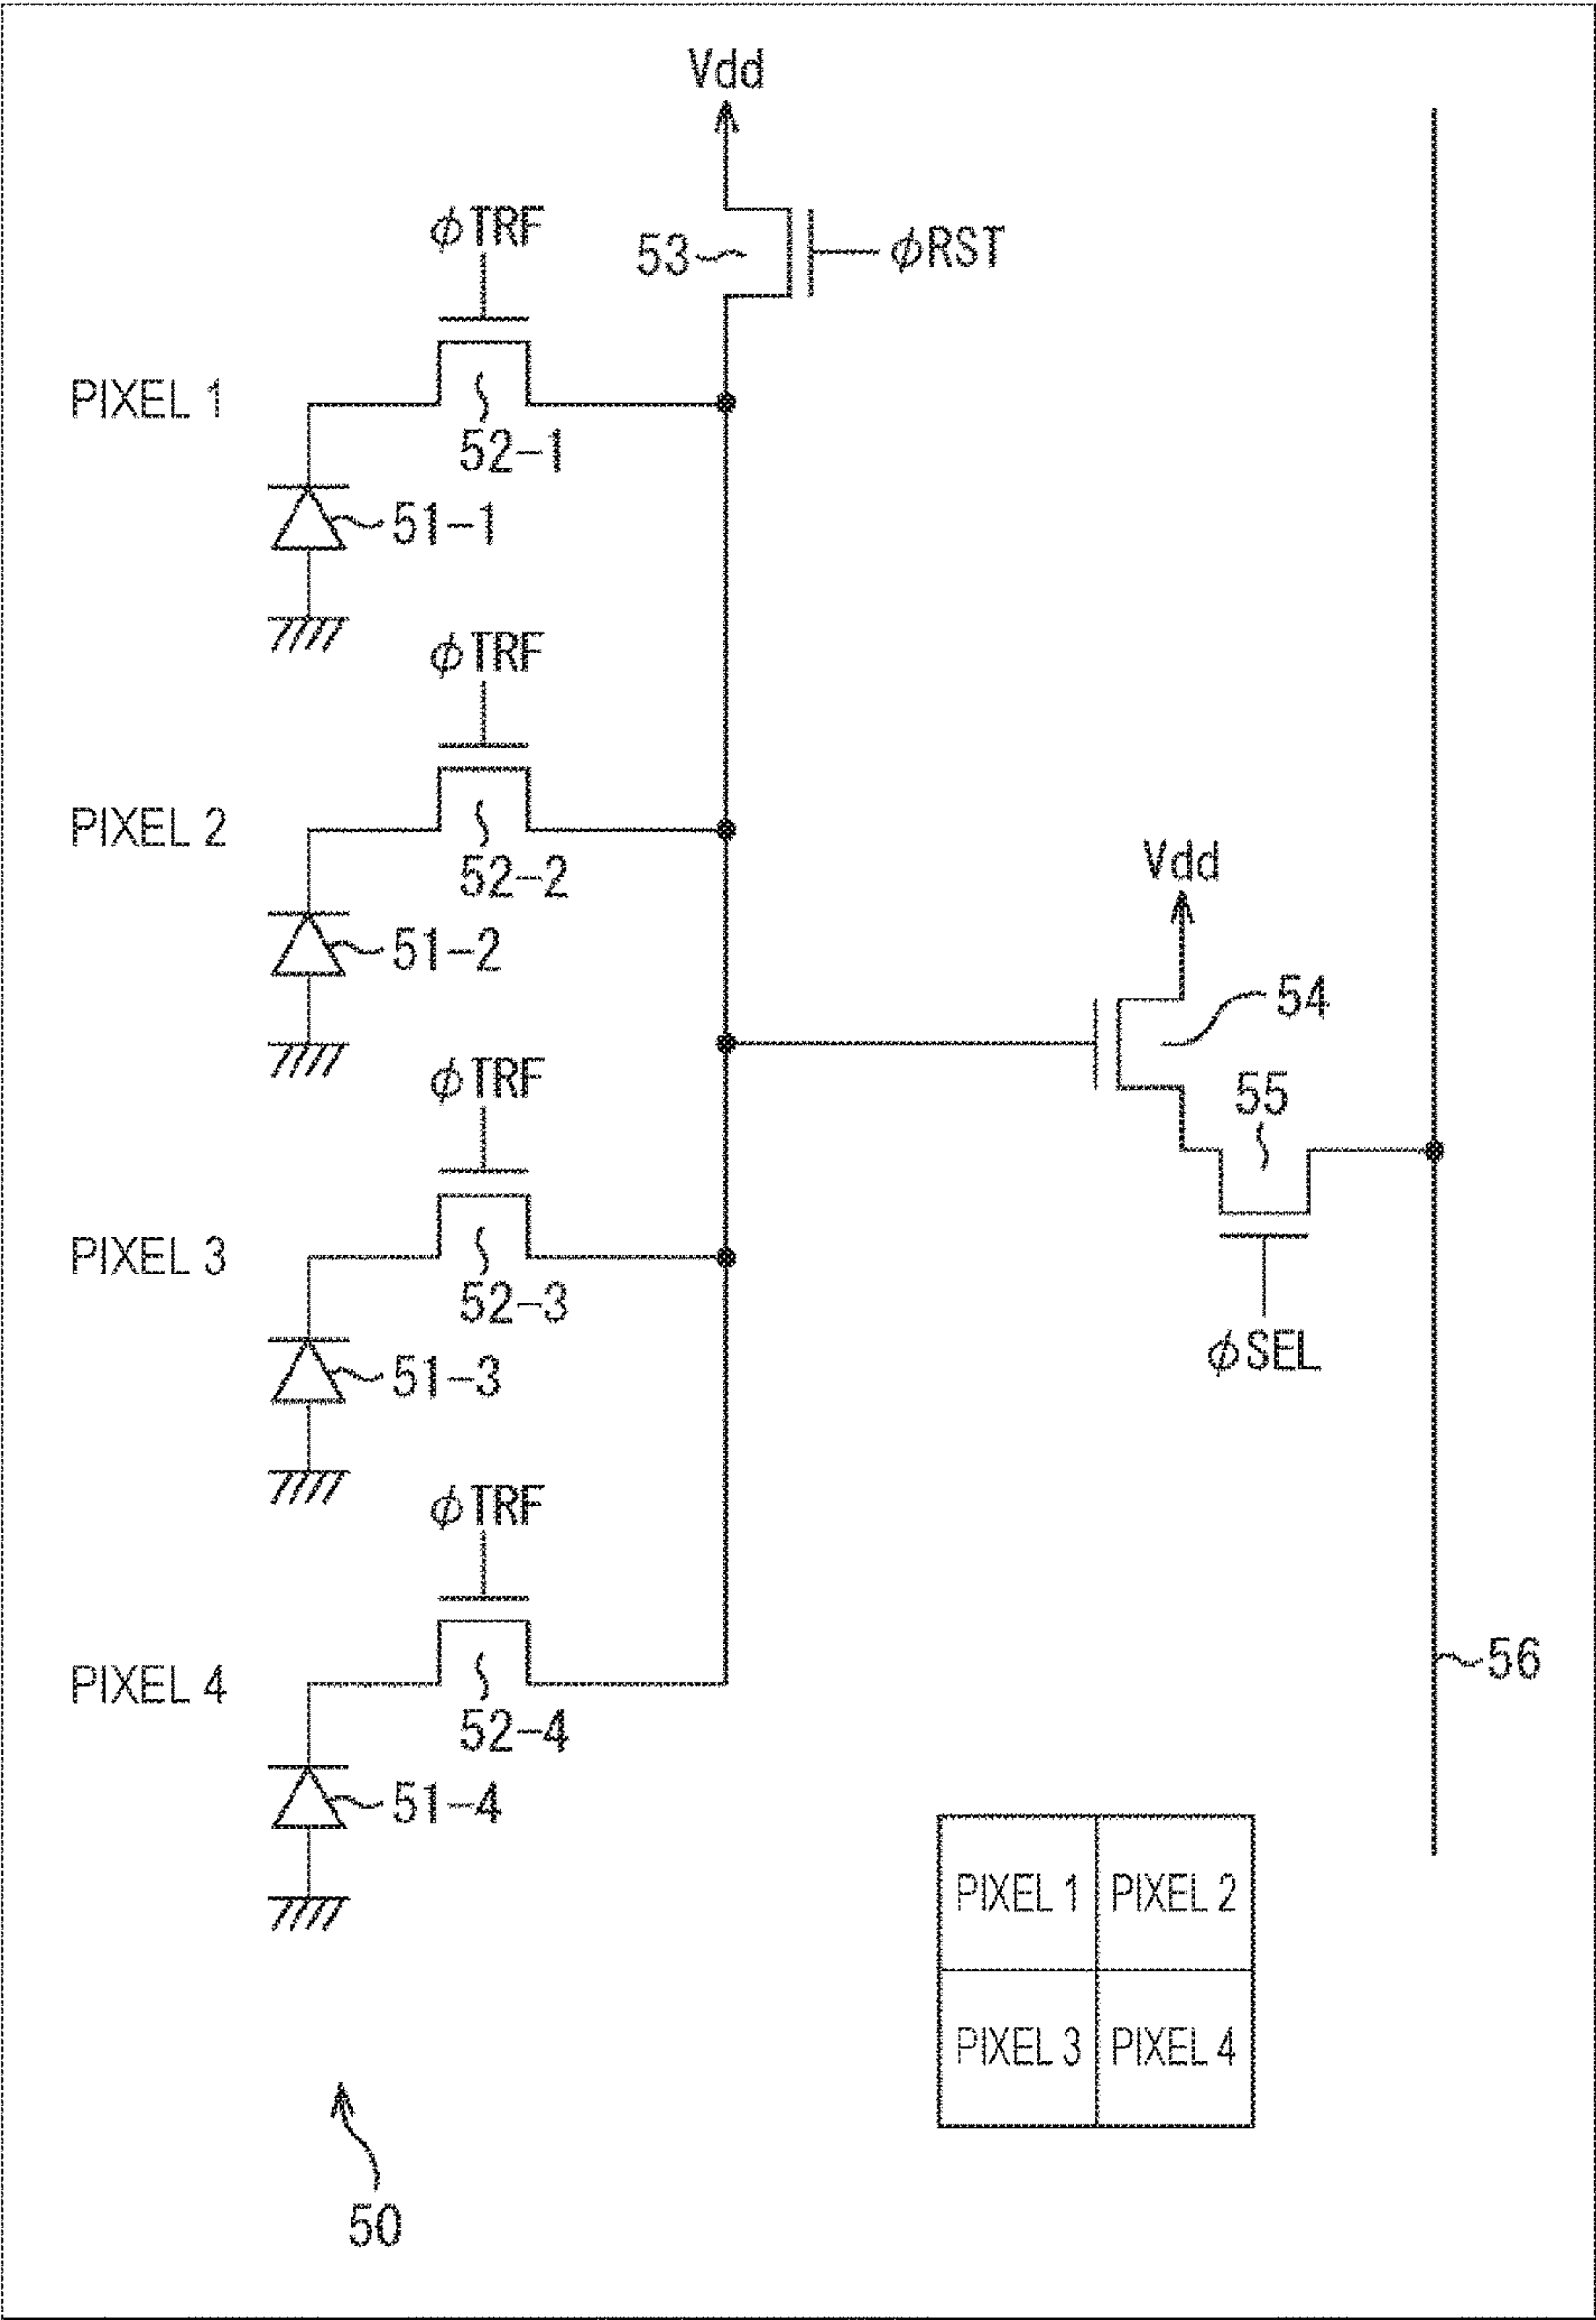 Vdd
φTRF
53
φRST
PIXEL 1
52-1
51-1
φTRF
PIXEL 2
52-2
Vdd
51-2
54
φTRF
55
PIXEL 3
52-3
φSEL
51-3
φTRF
56
PIXEL 4
52-4
51-4
PIXEL 1 PIXEL 2
PIXEL 3 PIXEL 4
50